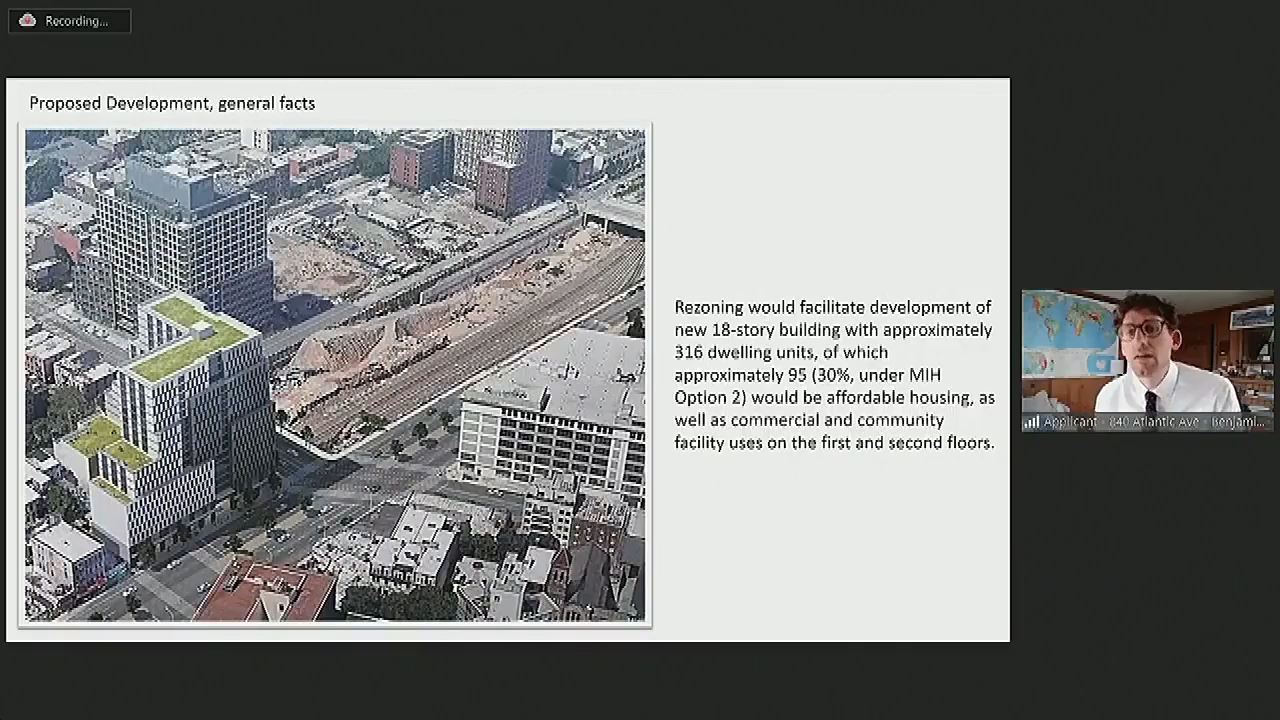 Recording...
Proposed Development, general facts
Rezoning would facilitate development of
new 18-story building with approximately
316 dwelling units, of which
approximately 95 (30%, under MIH
Option 2) would be affordable housing, as
well as commercial and community
facility uses on the first and second floors.
Applicant - 840 Atlantic Ave - Benjami...